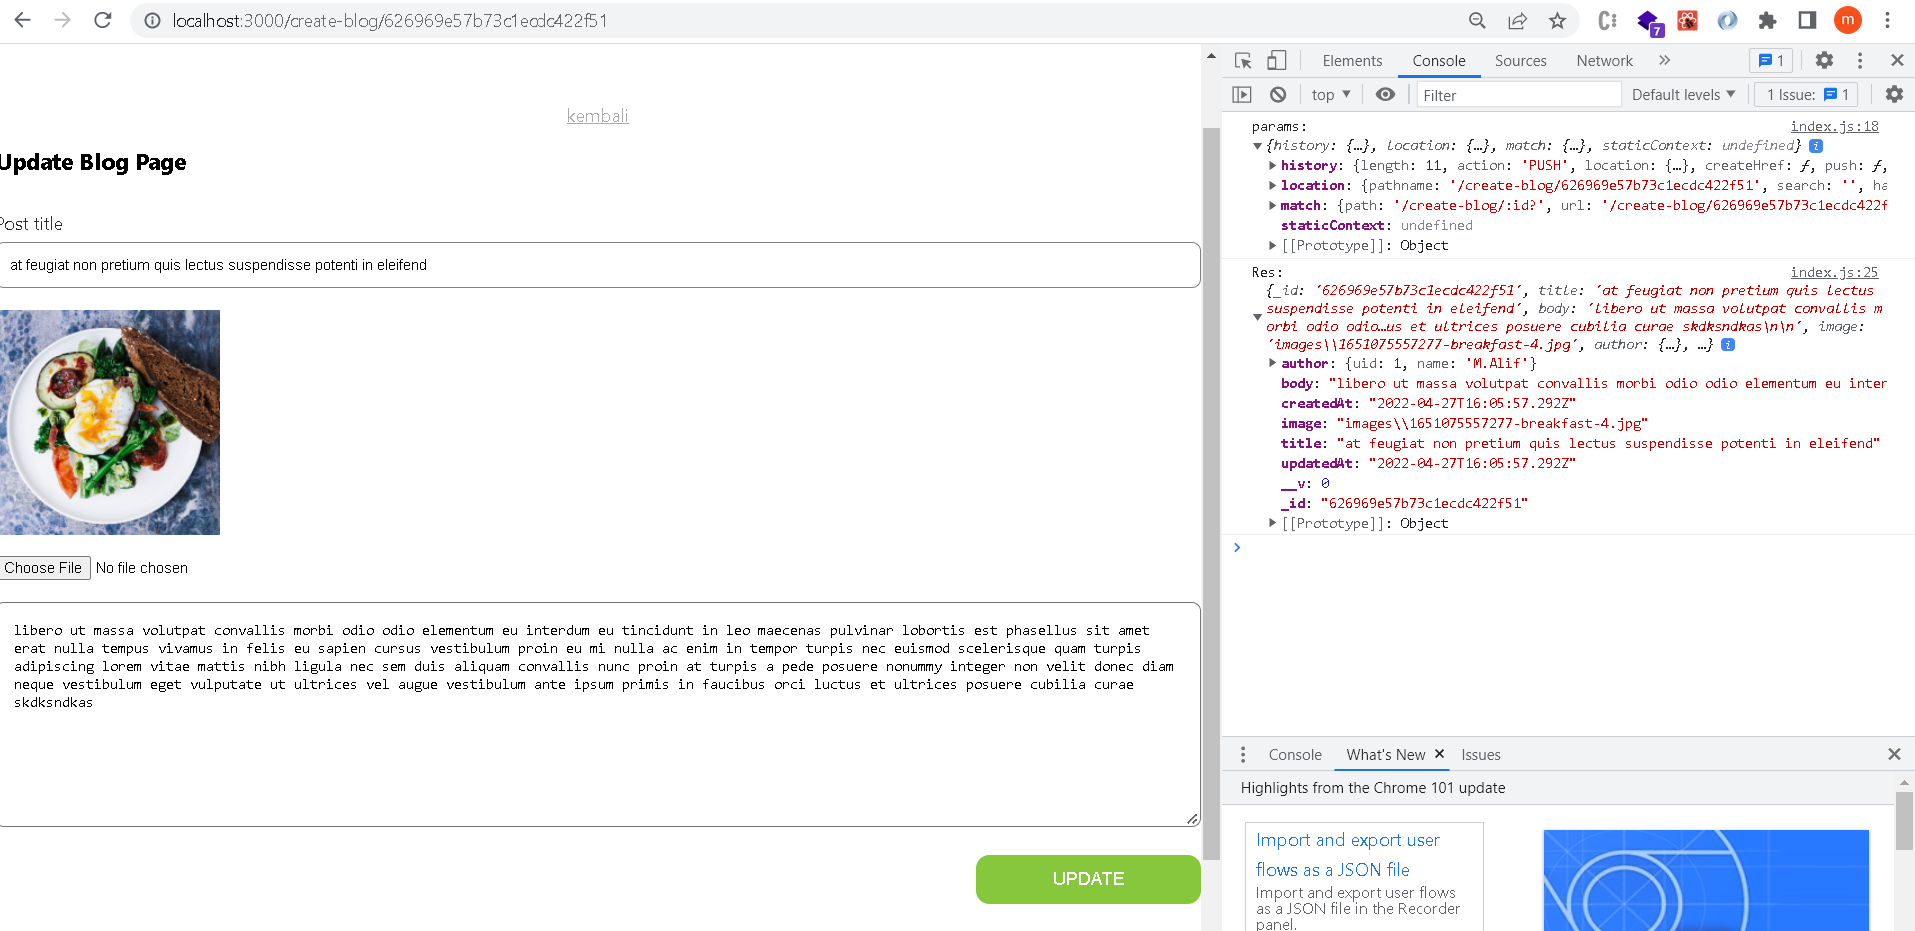 localhost:3000/create-blog/626969e57b73c1ecdc422f51
7
m
kembali
Update Blog Page
Post title
at feugiat non pretium quis lectus suspendisse potenti in eleifend
Choose File No file chosen
libero ut massa volutpat convallis morbi odio odio elementum eu interdum eu tincidunt in leo maecenas pulvinar lobortis est phasellus sit amet
erat nulla tempus vivamus in felis eu sapien cursus vestibulum proin eu mi nulla ac enim in tempor turpis nec euismod scelerisque quam turpis
adipiscing lorem vitae mattis nibh ligula nec sem duis aliquam convallis nunc proin at turpis a pede posuere nonummy integer non velit donec diam
neque vestibulum eget vulputate ut ultrices vel augue vestibulum ante ipsum primis in faucibus orci luctus et ultrices posuere cubilia curae
skdksndkas
UPDATE
Elements Console Sources Network » 1
top Filter Default levels 1 Issue: 1
params: index.js:18
{history: {…}, location: {…}, match: {…}, staticContext: undefined}
history: {length: 11, action: 'PUSH', location: {…}, createHref: ƒ, push: ƒ,
location: {pathname: '/create-blog/626969e57b73c1ecdc422f51', search: '', ha
match: {path: '/create-blog/:id?', url: '/create-blog/626969e57b73c1ecdc422f
staticContext: undefined
[[Prototype]]: Object
Res: index.js:25
{_id: '626969e57b73c1ecdc422f51', title: 'at feugiat non pretium quis lectus
suspendisse potenti in eleifend', body: 'libero ut massa volutpat convallis m
orbi odio odio…us et ultrices posuere cubilia curae skdksndkas\n\n', image:
'images\\1651075557277-breakfast-4.jpg', author: {…}, …}
author: {uid: 1, name: 'M.Alif'}
body: "libero ut massa volutpat convallis morbi odio odio elementum eu inter
createdAt: "2022-04-27T16:05:57.292Z"
image: "images\\1651075557277-breakfast-4.jpg"
title: "at feugiat non pretium quis lectus suspendisse potenti in eleifend"
updatedAt: "2022-04-27T16:05:57.292Z"
__v: 0
_id: "626969e57b73c1ecdc422f51"
[[Prototype]]: Object
Console What's New Issues
Highlights from the Chrome 101 update
Import and export user
flows as a JSON file
Import and export user flows
as a JSON file in the Recorder
panel.